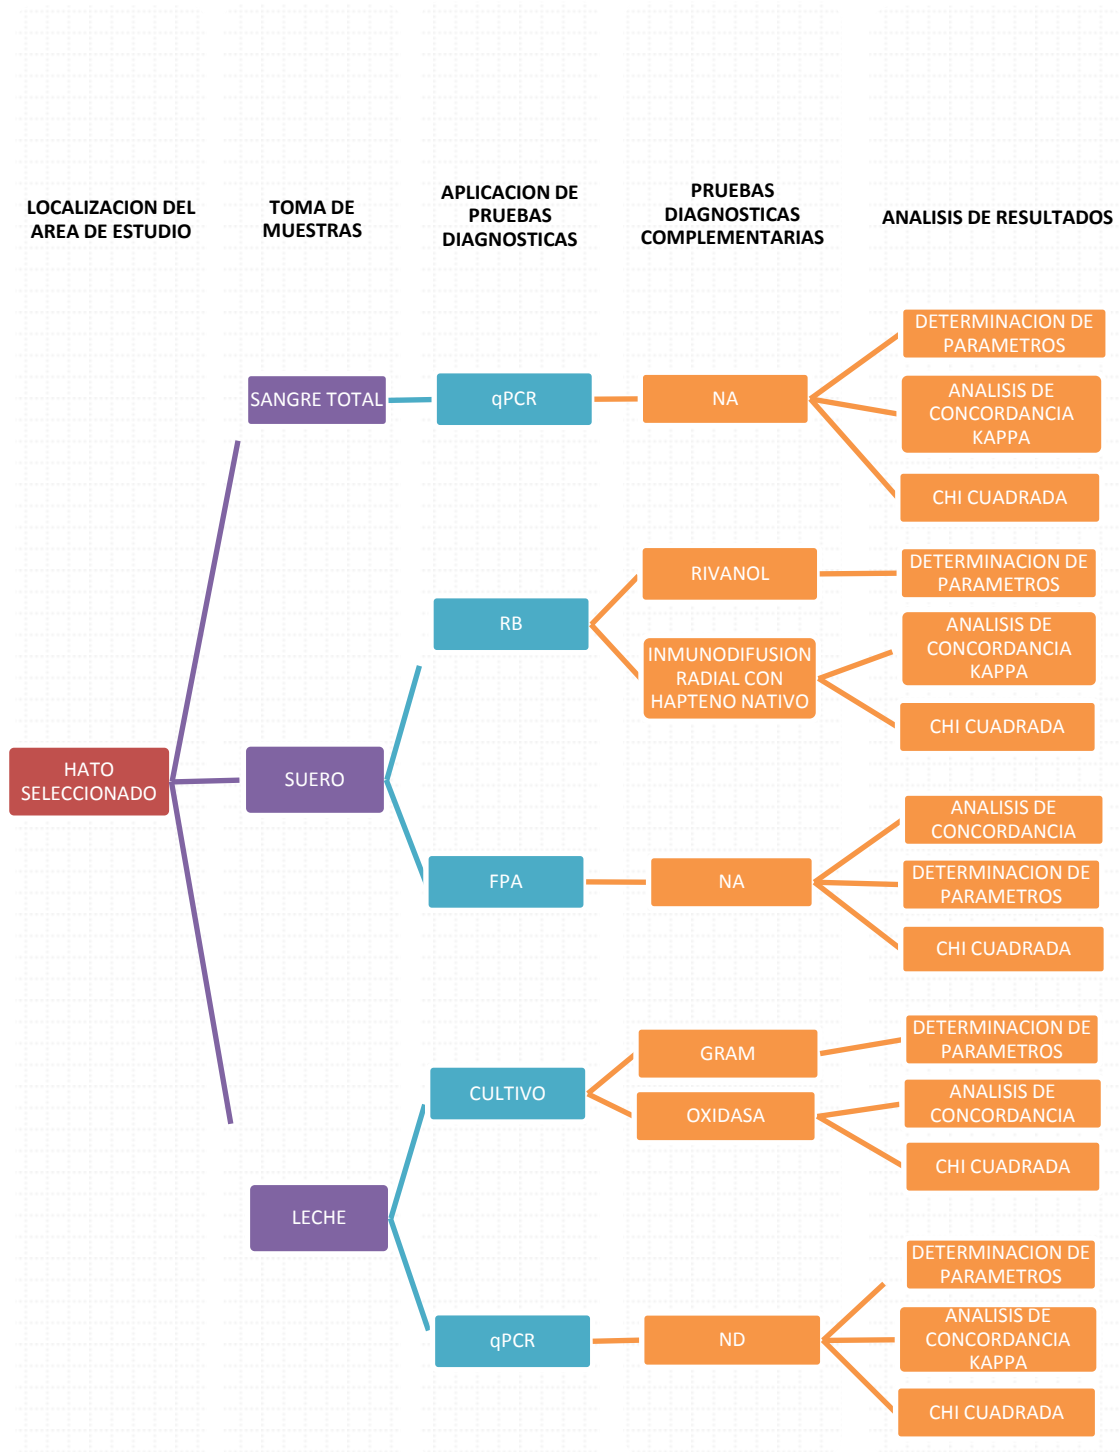 LOCALIZACION DEL
AREA DE ESTUDIO
TOMA DE
MUESTRAS
APLICACION DE
PRUEBAS
DIAGNOSTICAS
PRUEBAS
DIAGNOSTICAS
COMPLEMENTARIAS
ANALISIS DE RESULTADOS
HATO
SELECCIONADO
SANGRE TOTAL
qPCR
NA
DETERMINACION DE
PARAMETROS
ANALISIS DE
CONCORDANCIA
KAPPA
CHI CUADRADA
SUERO
RB
RIVANOL
DETERMINACION DE
PARAMETROS
INMUNODIFUSION
RADIAL CON
HAPTENO NATIVO
ANALISIS DE
CONCORDANCIA
KAPPA
CHI CUADRADA
FPA
NA
ANALISIS DE
CONCORDANCIA
DETERMINACION DE
PARAMETROS
CHI CUADRADA
LECHE
CULTIVO
GRAM
DETERMINACION DE
PARAMETROS
OXIDASA
ANALISIS DE
CONCORDANCIA
CHI CUADRADA
qPCR
ND
DETERMINACION DE
PARAMETROS
ANALISIS DE
CONCORDANCIA
KAPPA
CHI CUADRADA